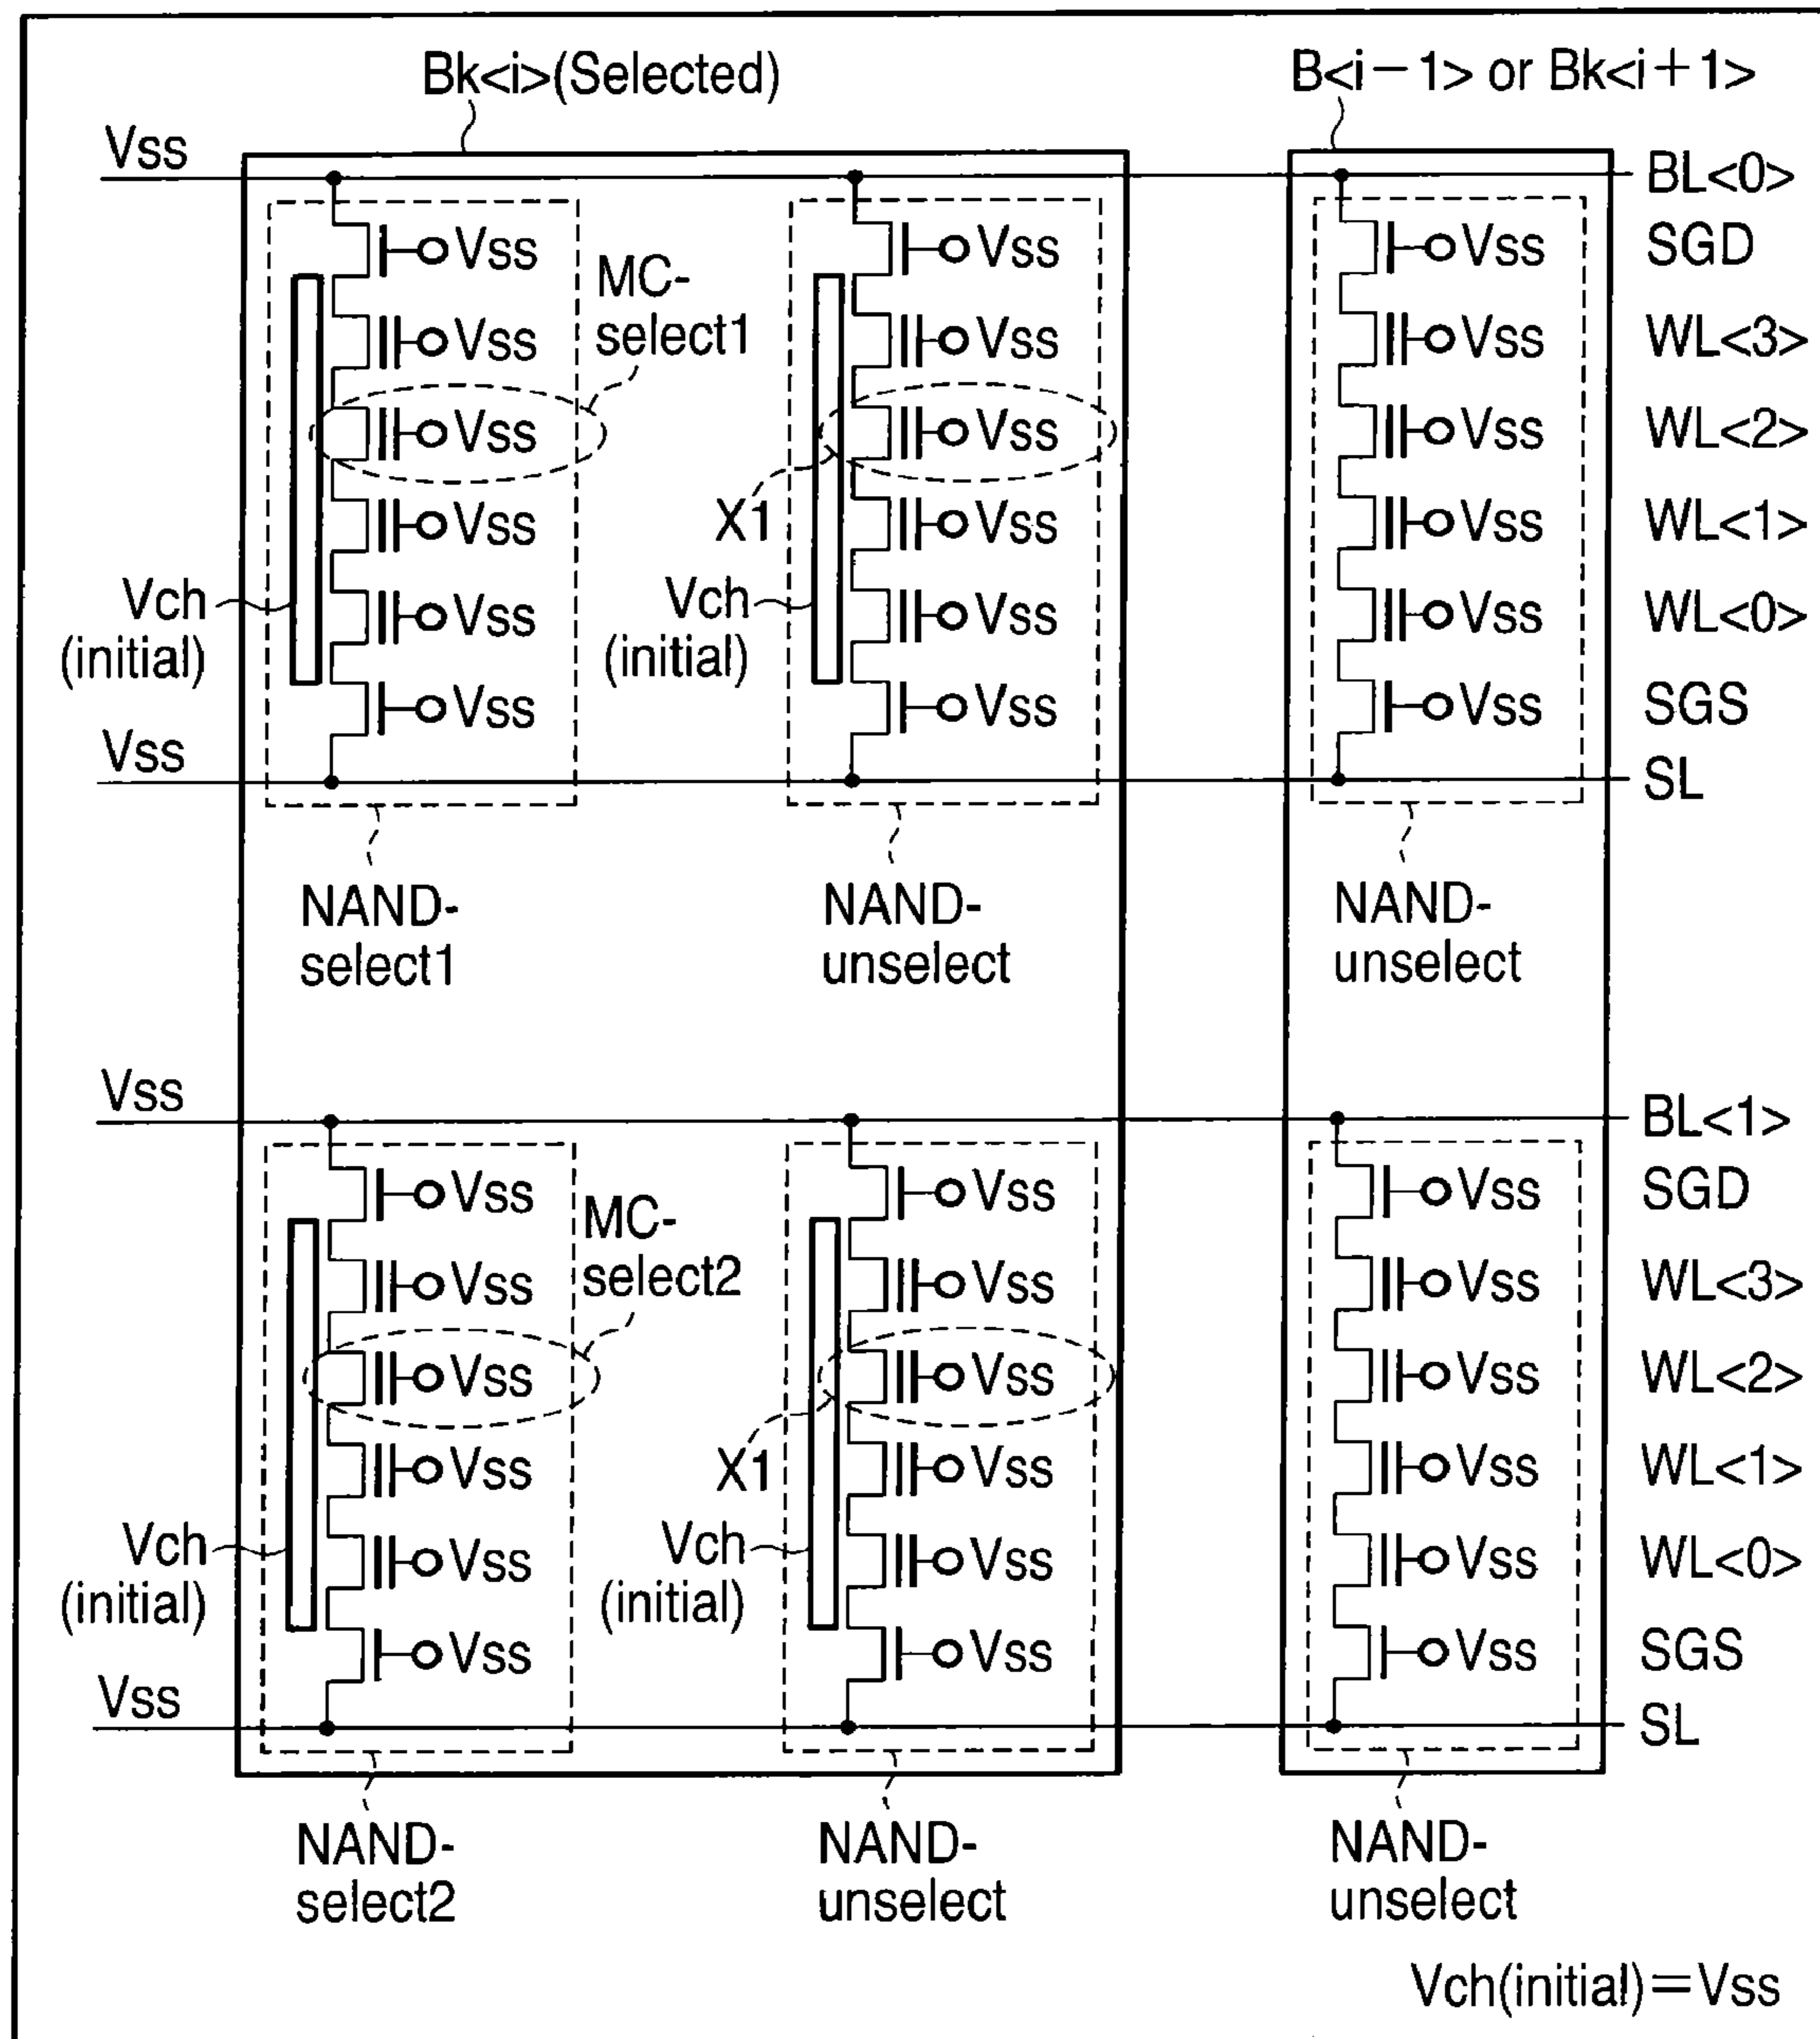 Bk<i>(Selected)
B<i−1> or Bk<i+1>
Vss
BL<0>
Vss
Vss
Vss
SGD
MC-
select1
Vss
Vss
Vss
WL<3>
Vss
Vss
Vss
WL<2>
X1
Vss
Vss
Vss
WL<1>
Vch
(initial)
Vss
Vch
(initial)
Vss
Vss
WL<0>
Vss
Vss
Vss
SGS
Vss
SL
NAND-
select1
NAND-
unselect
NAND-
unselect
Vss
BL<1>
Vss
Vss
Vss
SGD
MC-
select2
Vss
Vss
Vss
WL<3>
Vss
Vss
Vss
WL<2>
X1
Vss
Vss
Vss
WL<1>
Vch
(initial)
Vss
Vch
(initial)
Vss
Vss
WL<0>
Vss
Vss
Vss
SGS
Vss
SL
NAND-
select2
NAND-
unselect
NAND-
unselect
Vch(initial)=Vss